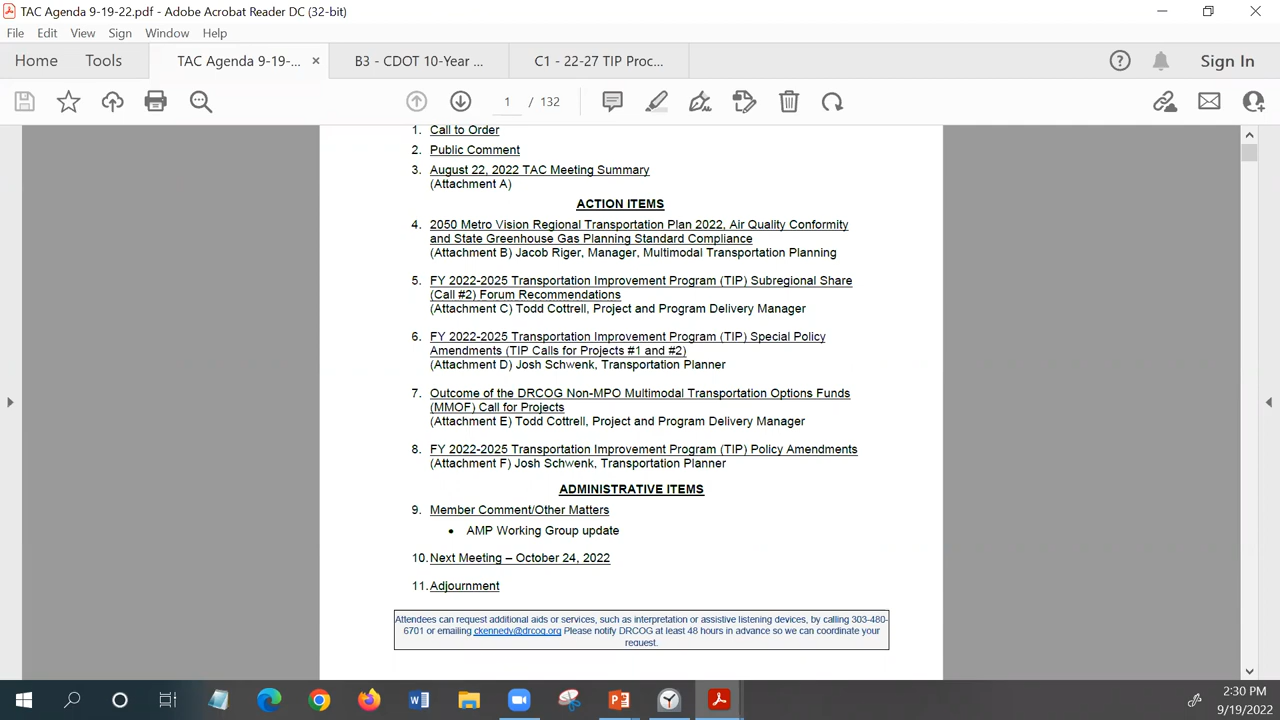 TAC Agenda 9-19-22.pdf - Adobe Acrobat Reader DC (32-bit)
File Edit View Sign Window Help
Home Tools TAC Agenda 9-19-... × B3 - CDOT 10-Year ... C1 - 22-27 TIP Proc... Sign In
1 / 132
1. Call to Order
2. Public Comment
3. August 22, 2022 TAC Meeting Summary
(Attachment A)
ACTION ITEMS
4. 2050 Metro Vision Regional Transportation Plan 2022, Air Quality Conformity
and State Greenhouse Gas Planning Standard Compliance
(Attachment B) Jacob Riger, Manager, Multimodal Transportation Planning
5. FY 2022-2025 Transportation Improvement Program (TIP) Subregional Share
(Call #2) Forum Recommendations
(Attachment C) Todd Cottrell, Project and Program Delivery Manager
6. FY 2022-2025 Transportation Improvement Program (TIP) Special Policy
Amendments (TIP Calls for Projects #1 and #2)
(Attachment D) Josh Schwenk, Transportation Planner
7. Outcome of the DRCOG Non-MPO Multimodal Transportation Options Funds
(MMOF) Call for Projects
(Attachment E) Todd Cottrell, Project and Program Delivery Manager
8. FY 2022-2025 Transportation Improvement Program (TIP) Policy Amendments
(Attachment F) Josh Schwenk, Transportation Planner
ADMINISTRATIVE ITEMS
9. Member Comment/Other Matters
• AMP Working Group update
10. Next Meeting – October 24, 2022
11. Adjournment
Attendees can request additional aids or services, such as interpretation or assistive listening devices, by calling 303-480-
6701 or emailing ckennedy@drcog.org Please notify DRCOG at least 48 hours in advance so we can coordinate your
request.
2:30 PM
9/19/2022